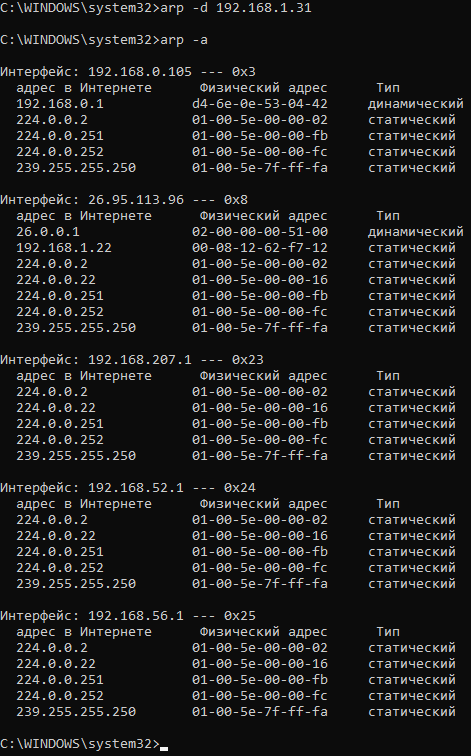 C:\WINDOWS\system32>arp -d 192.168.1.31
C:\WINDOWS\system32>arp -a
Интерфейс: 192.168.0.105 --- 0x3
адрес в Интернете Физический адрес Тип
192.168.0.1 d4-6e-0e-53-04-42 динамический
224.0.0.2 01-00-5e-00-00-02 статический
224.0.0.251 01-00-5e-00-00-fb статический
224.0.0.252 01-00-5e-00-00-fc статический
239.255.255.250 01-00-5e-7f-ff-fa статический
Интерфейс: 26.95.113.96 --- 0x8
адрес в Интернете Физический адрес Тип
26.0.0.1 02-00-00-00-51-00 динамический
192.168.1.22 00-08-12-62-f7-12 статический
224.0.0.2 01-00-5e-00-00-02 статический
224.0.0.22 01-00-5e-00-00-16 статический
224.0.0.251 01-00-5e-00-00-fb статический
224.0.0.252 01-00-5e-00-00-fc статический
239.255.255.250 01-00-5e-7f-ff-fa статический
Интерфейс: 192.168.207.1 --- 0x23
адрес в Интернете Физический адрес Тип
224.0.0.2 01-00-5e-00-00-02 статический
224.0.0.22 01-00-5e-00-00-16 статический
224.0.0.251 01-00-5e-00-00-fb статический
224.0.0.252 01-00-5e-00-00-fc статический
239.255.255.250 01-00-5e-7f-ff-fa статический
Интерфейс: 192.168.52.1 --- 0x24
адрес в Интернете Физический адрес Тип
224.0.0.2 01-00-5e-00-00-02 статический
224.0.0.22 01-00-5e-00-00-16 статический
224.0.0.251 01-00-5e-00-00-fb статический
239.255.255.250 01-00-5e-7f-ff-fa статический
Интерфейс: 192.168.56.1 --- 0x25
адрес в Интернете Физический адрес Тип
224.0.0.2 01-00-5e-00-00-02 статический
224.0.0.22 01-00-5e-00-00-16 статический
224.0.0.251 01-00-5e-00-00-fb статический
224.0.0.252 01-00-5e-00-00-fc статический
239.255.255.250 01-00-5e-7f-ff-fa статический
C:\WINDOWS\system32>